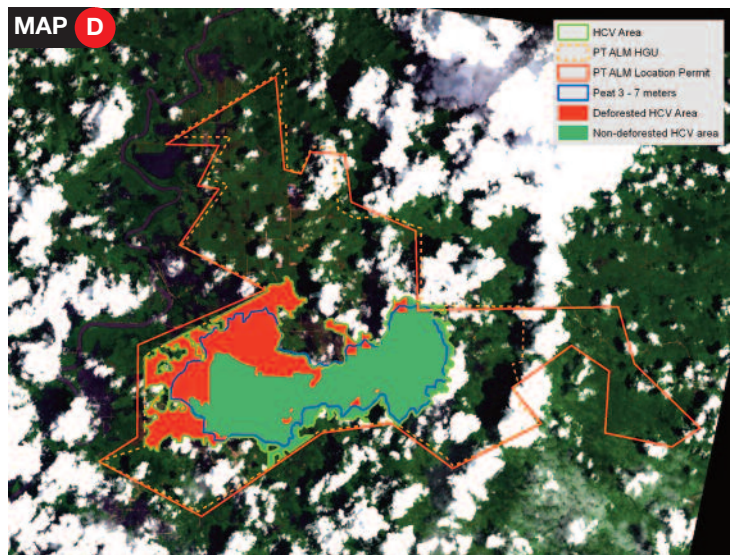 MAP D
HCV Area
PT ALM HGU
PT ALM Location Permit
Peat 3 - 7 meters
Deforested HCV Area
Non-deforested HCV area